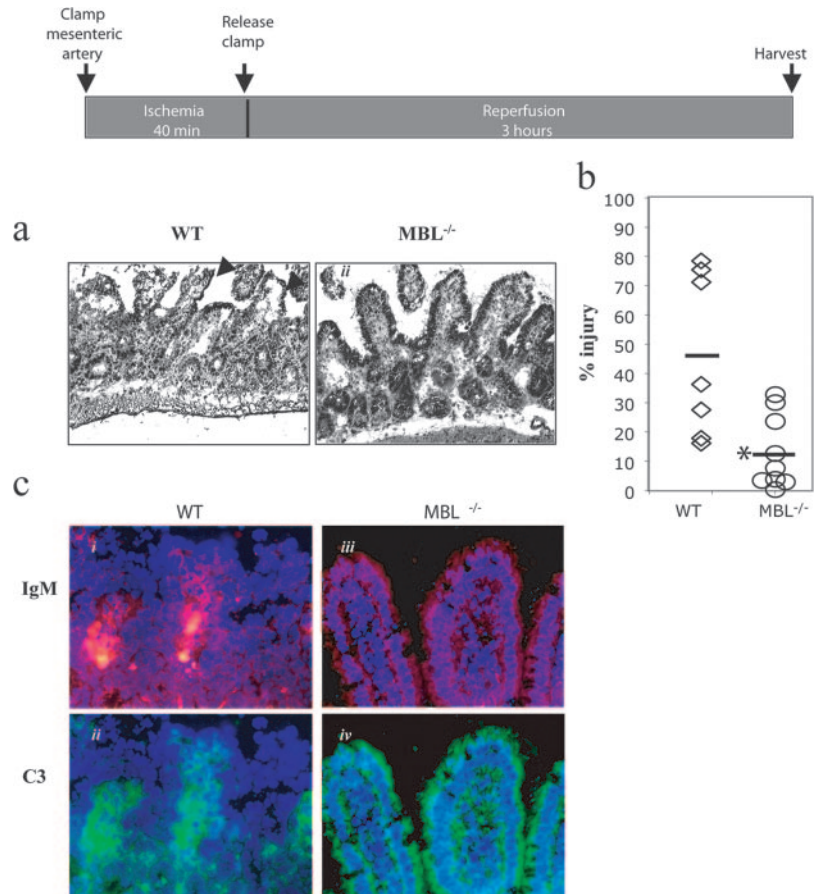 Clamp
mesenteric
artery
Release
clamp
Harvest
Ischemia
40 min
Reperfusion
3 hours
a
WT
MBL-/-
i
ii
b
100
90
80
70
60
50
40
30
20
10
0
% injury
*
WT
MBL-/-
c
WT
MBL -/-
IgM
i
iii
C3
ii
iv